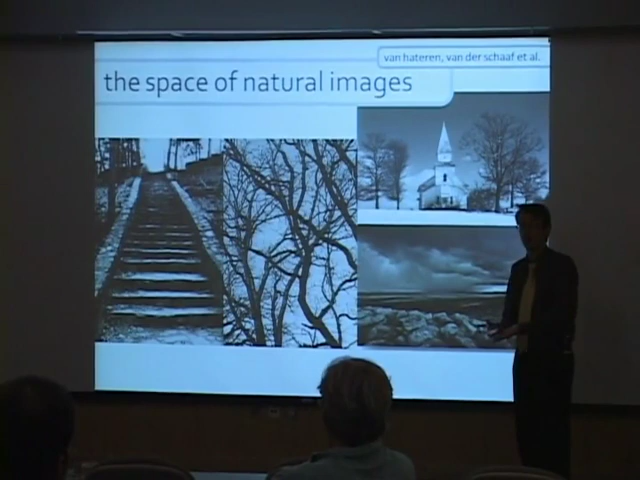 van hateren, van der schaaf et al.
the space of natural images